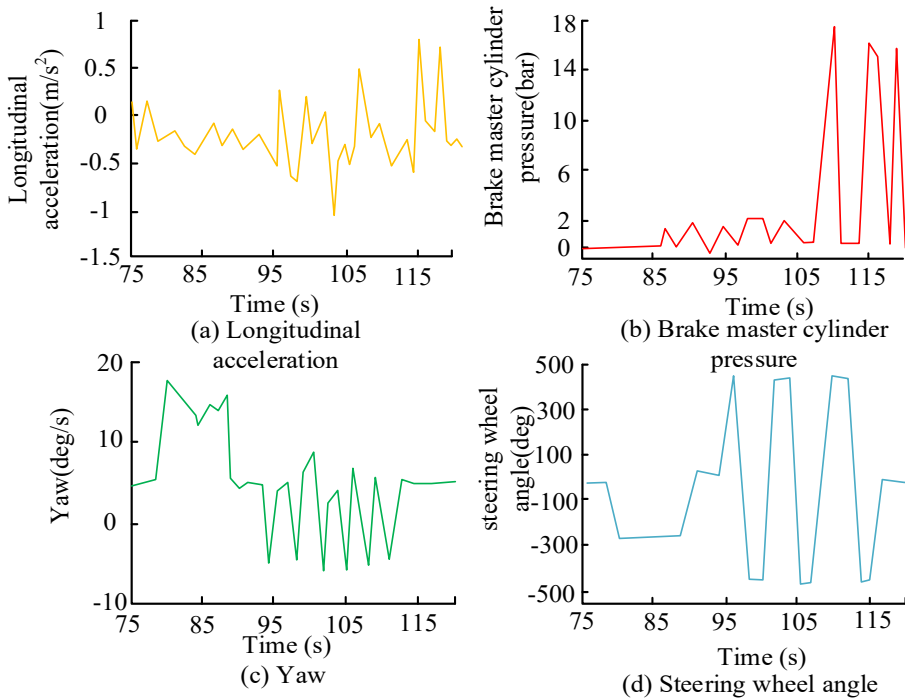 Longitudinal
acceleration(m/s²)
1
0.5
0
-0.5
-1
-1.5
75 85 95 105 115
Time (s)
(a) Longitudinal
acceleration
Brake master cylinder
pressure(bar)
18
14
10
6
2
0
75 85 95 105 115
Time (s)
(b) Brake master cylinder
pressure
Yaw(deg/s)
20
10
0
-10
75 85 95 105 115
Time (s)
(c) Yaw
steering wheel
angle(deg)
500
300
100
-100
-300
-500
75 85 95 105 115
Time (s)
(d) Steering wheel angle